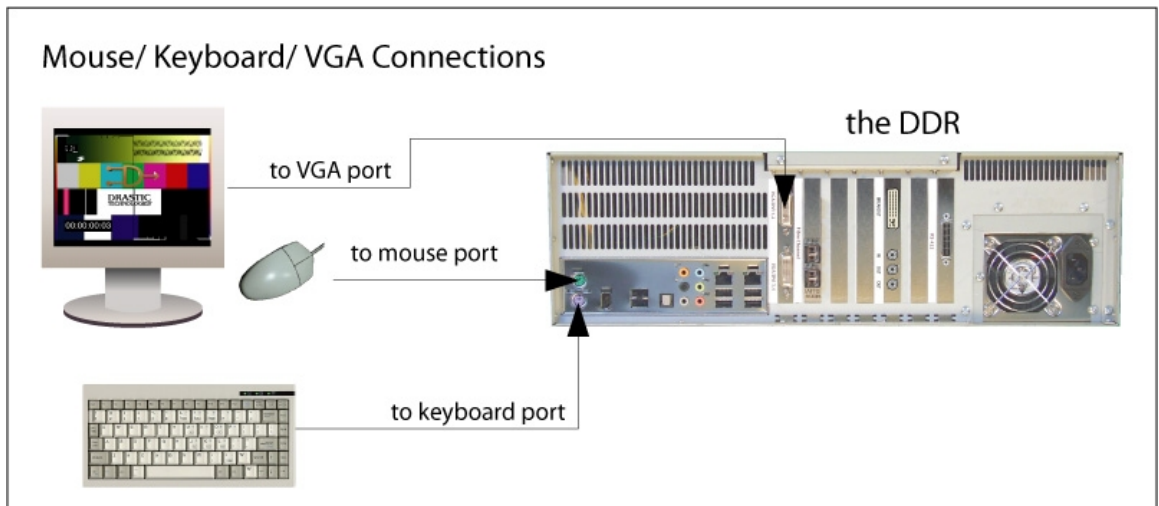 Mouse/ Keyboard/ VGA Connections
the DDR
to VGA port
DRASTIC
TECHNOLOGIES
00:00:00:03
to mouse port
to keyboard port